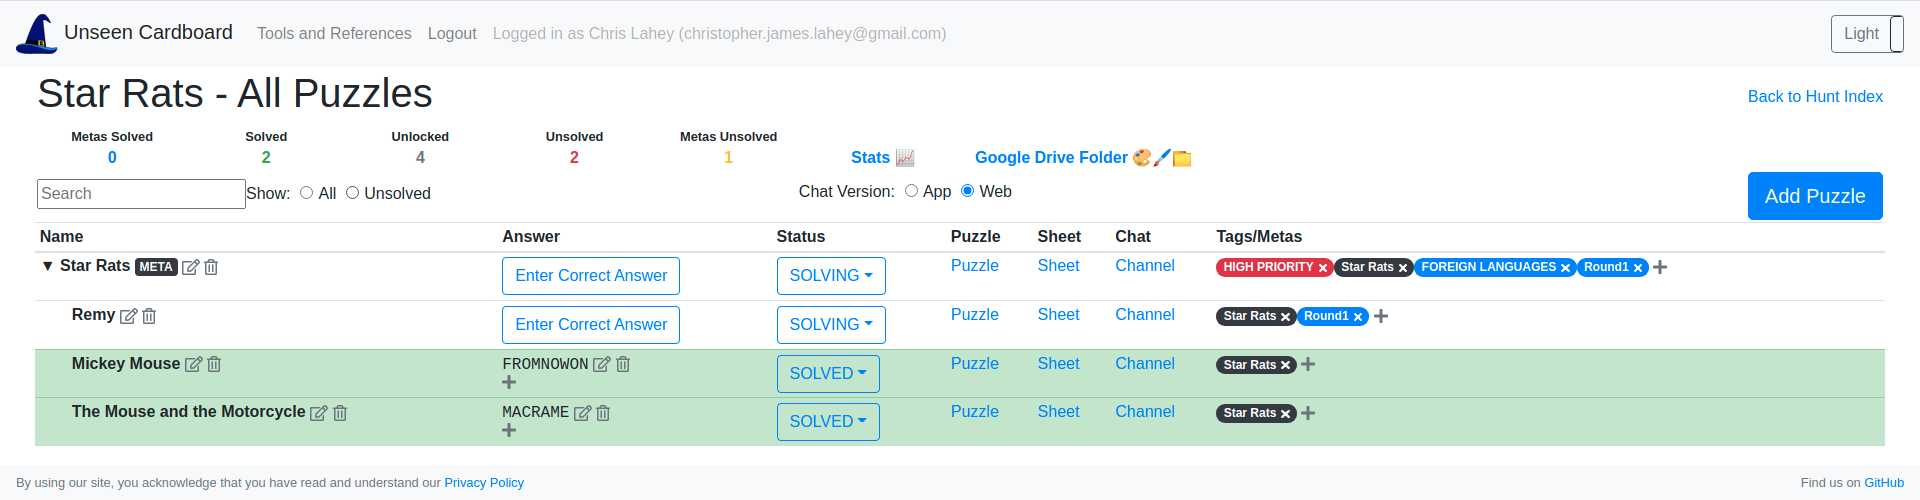 Unseen Cardboard Tools and References Logout Logged in as Chris Lahey (christopher.james.lahey@gmail.com) Light
Star Rats - All Puzzles Back to Hunt Index
Metas Solved Solved Unlocked Unsolved Metas Unsolved
0 2 4 2 1 Stats Google Drive Folder
Search Show: All Unsolved Chat Version: App Web Add Puzzle
Name Answer Status Puzzle Sheet Chat Tags/Metas
▼ Star Rats META Enter Correct Answer SOLVING Puzzle Sheet Channel HIGH PRIORITY × Star Rats × FOREIGN LANGUAGES × Round1 × +
Remy Enter Correct Answer SOLVING Puzzle Sheet Channel Star Rats × Round1 × +
Mickey Mouse FROMNOWON SOLVED Puzzle Sheet Channel Star Rats × +
+
The Mouse and the Motorcycle MACRAME SOLVED Puzzle Sheet Channel Star Rats × +
+
By using our site, you acknowledge that you have read and understand our Privacy Policy Find us on GitHub